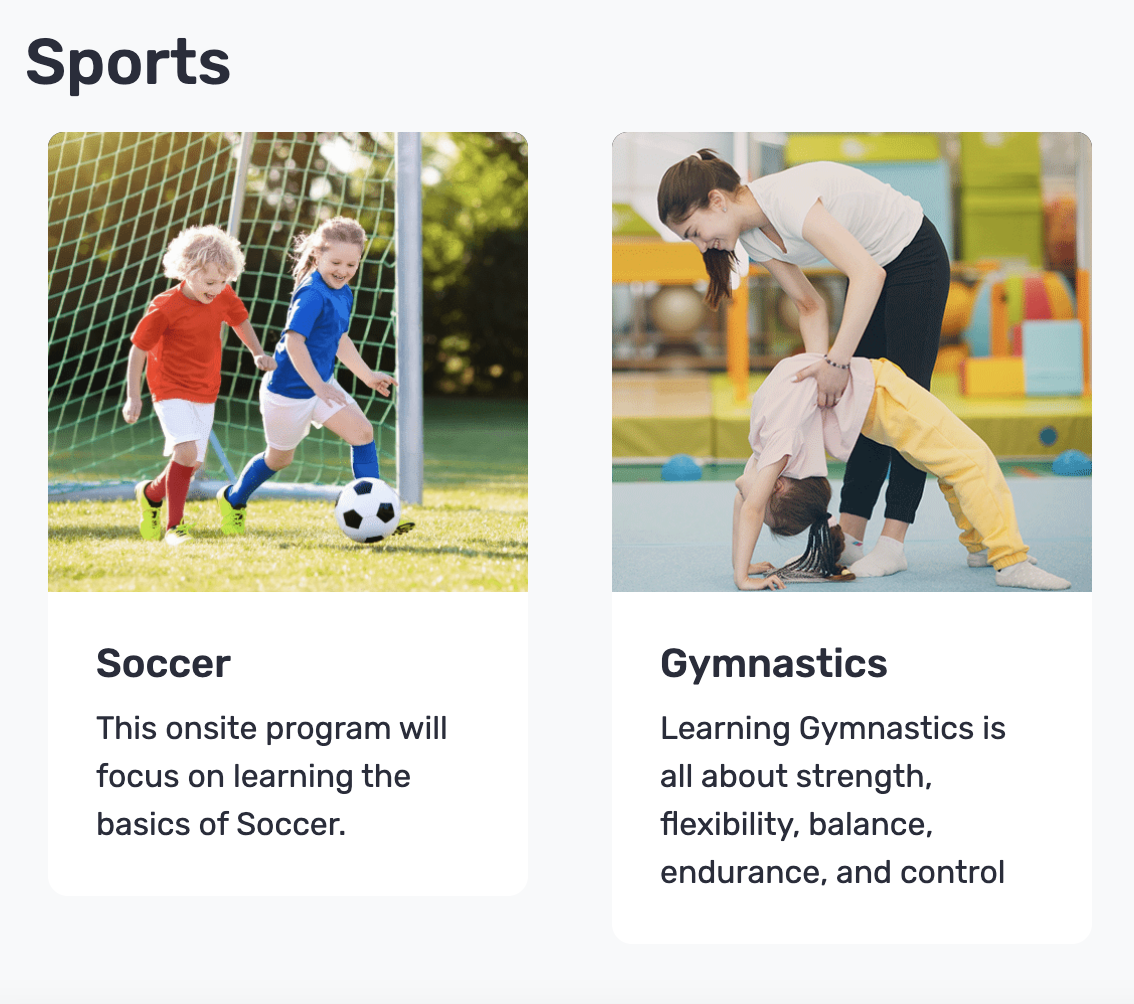 Sports
Soccer
This onsite program will
focus on learning the
basics of Soccer.
Gymnastics
Learning Gymnastics is
all about strength,
flexibility, balance,
endurance, and control